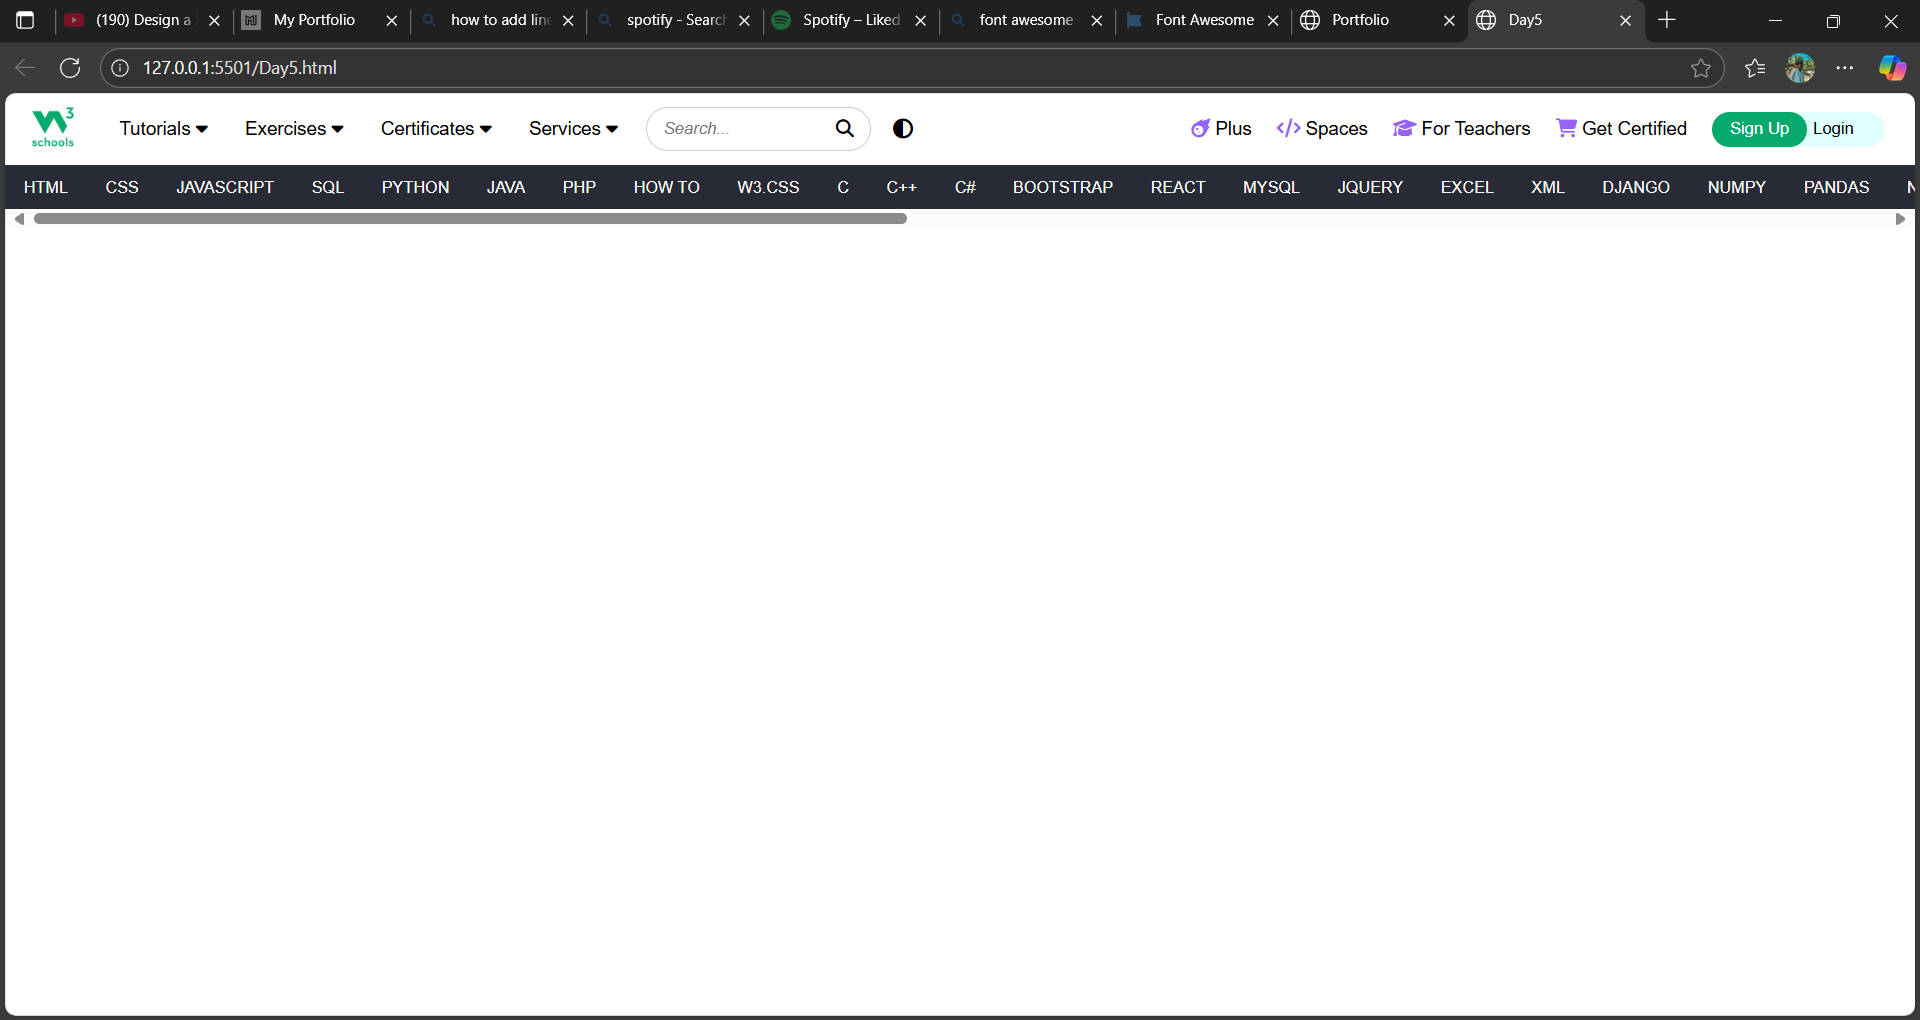 (190) Design a
My Portfolio
how to add line
spotify - Search
Spotify – Liked
font awesome
Font Awesome
Portfolio
Day5
127.0.0.1:5501/Day5.html
W3 schools
Tutorials
Exercises
Certificates
Services
Search...
Plus
</> Spaces
For Teachers
Get Certified
Sign Up
Login
HTML CSS JAVASCRIPT SQL PYTHON JAVA PHP HOW TO W3.CSS C C++ C# BOOTSTRAP REACT MYSQL JQUERY EXCEL XML DJANGO NUMPY PANDAS